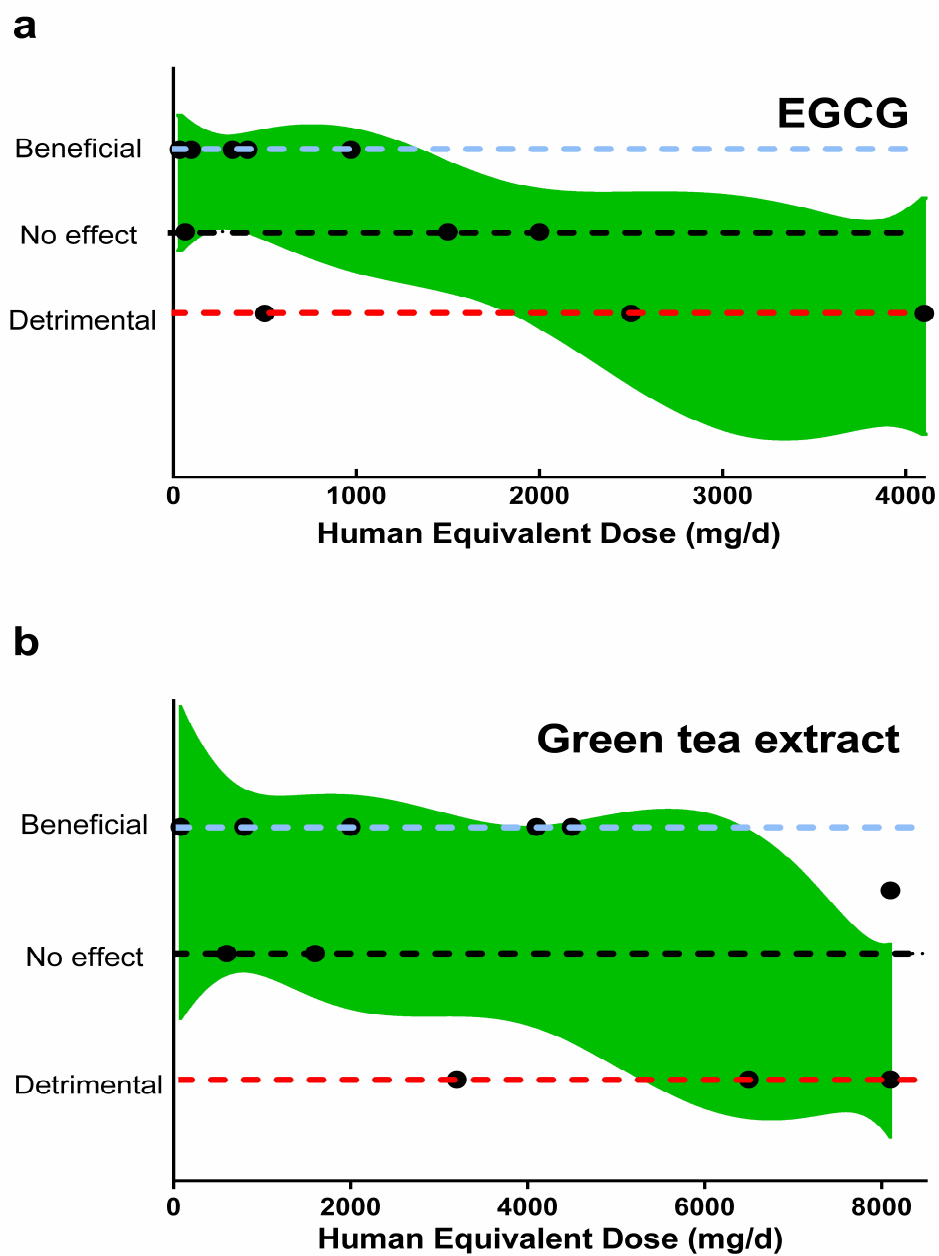 a
EGCG
Beneficial
No effect
Detrimental
0 1000 2000 3000 4000
Human Equivalent Dose (mg/d)
b
Green tea extract
Beneficial
No effect
Detrimental
0 2000 4000 6000 8000
Human Equivalent Dose (mg/d)